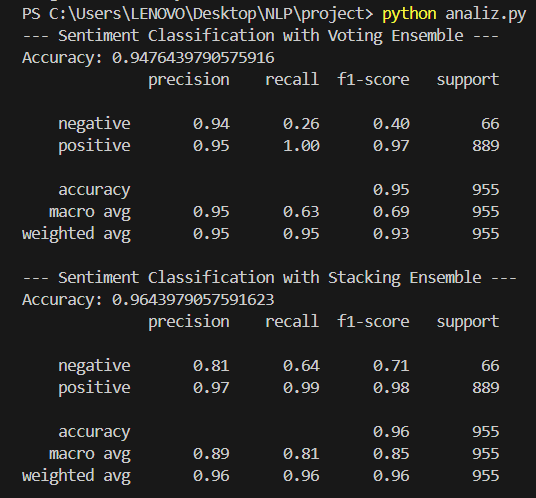 PS C:\Users\LENOVO\Desktop\NLP\project> python analiz.py
--- Sentiment Classification with Voting Ensemble ---
Accuracy: 0.9476439790575916
precision recall f1-score support
negative 0.94 0.26 0.40 66
positive 0.95 1.00 0.97 889
accuracy 0.95 955
macro avg 0.95 0.63 0.69 955
weighted avg 0.95 0.95 0.93 955
--- Sentiment Classification with Stacking Ensemble ---
Accuracy: 0.9643979057591623
precision recall f1-score support
negative 0.81 0.64 0.71 66
positive 0.97 0.99 0.98 889
accuracy 0.96 955
macro avg 0.89 0.81 0.85 955
weighted avg 0.96 0.96 0.96 955